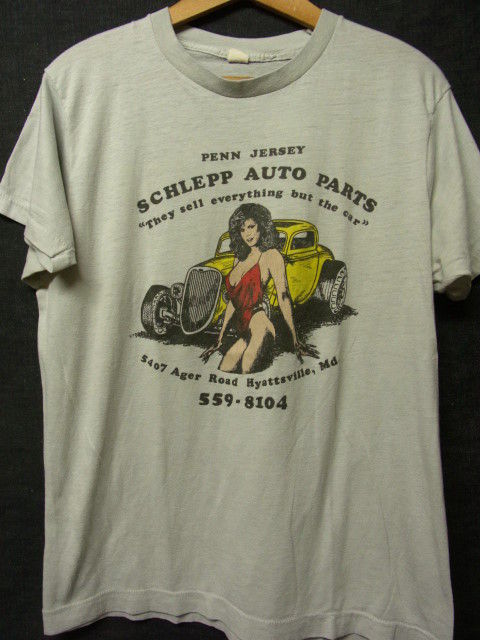 PENN JERSEY
SCHLEPP AUTO PARTS
"They sell everything but the car"
5407 Ager Road Hyattsville, Md
559-8104